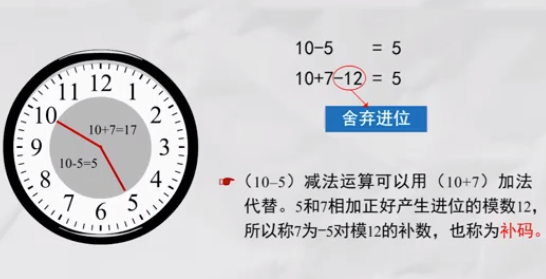 12
11
1
10
2
9
3
8
4
7
5
6
10+7=17
10-5=5
10-5 = 5
10+7-12 = 5
舍弃进位
(10–5) 减法运算可以用 (10+7) 加法
代替。5和7相加正好产生进位的模数12,
所以称7为-5对模12的补数,也称为补码。